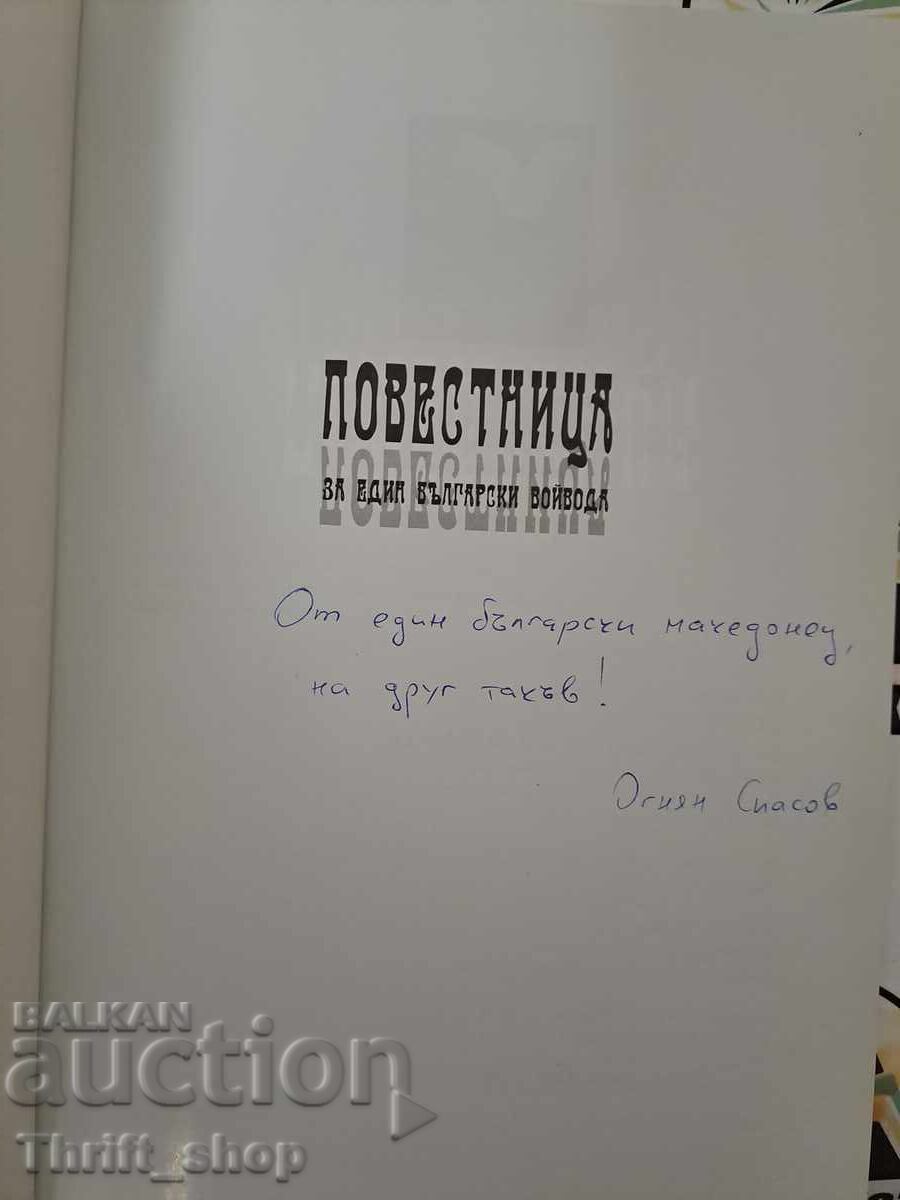 ПОВЕСТНИЦА
ЗА ЕДИН БЪЛГАРСКИ ВОЙВОДА
От един български македонец,
на друг такъв!
Огнян Спасов
BALKAN
auction
Thrift_shop